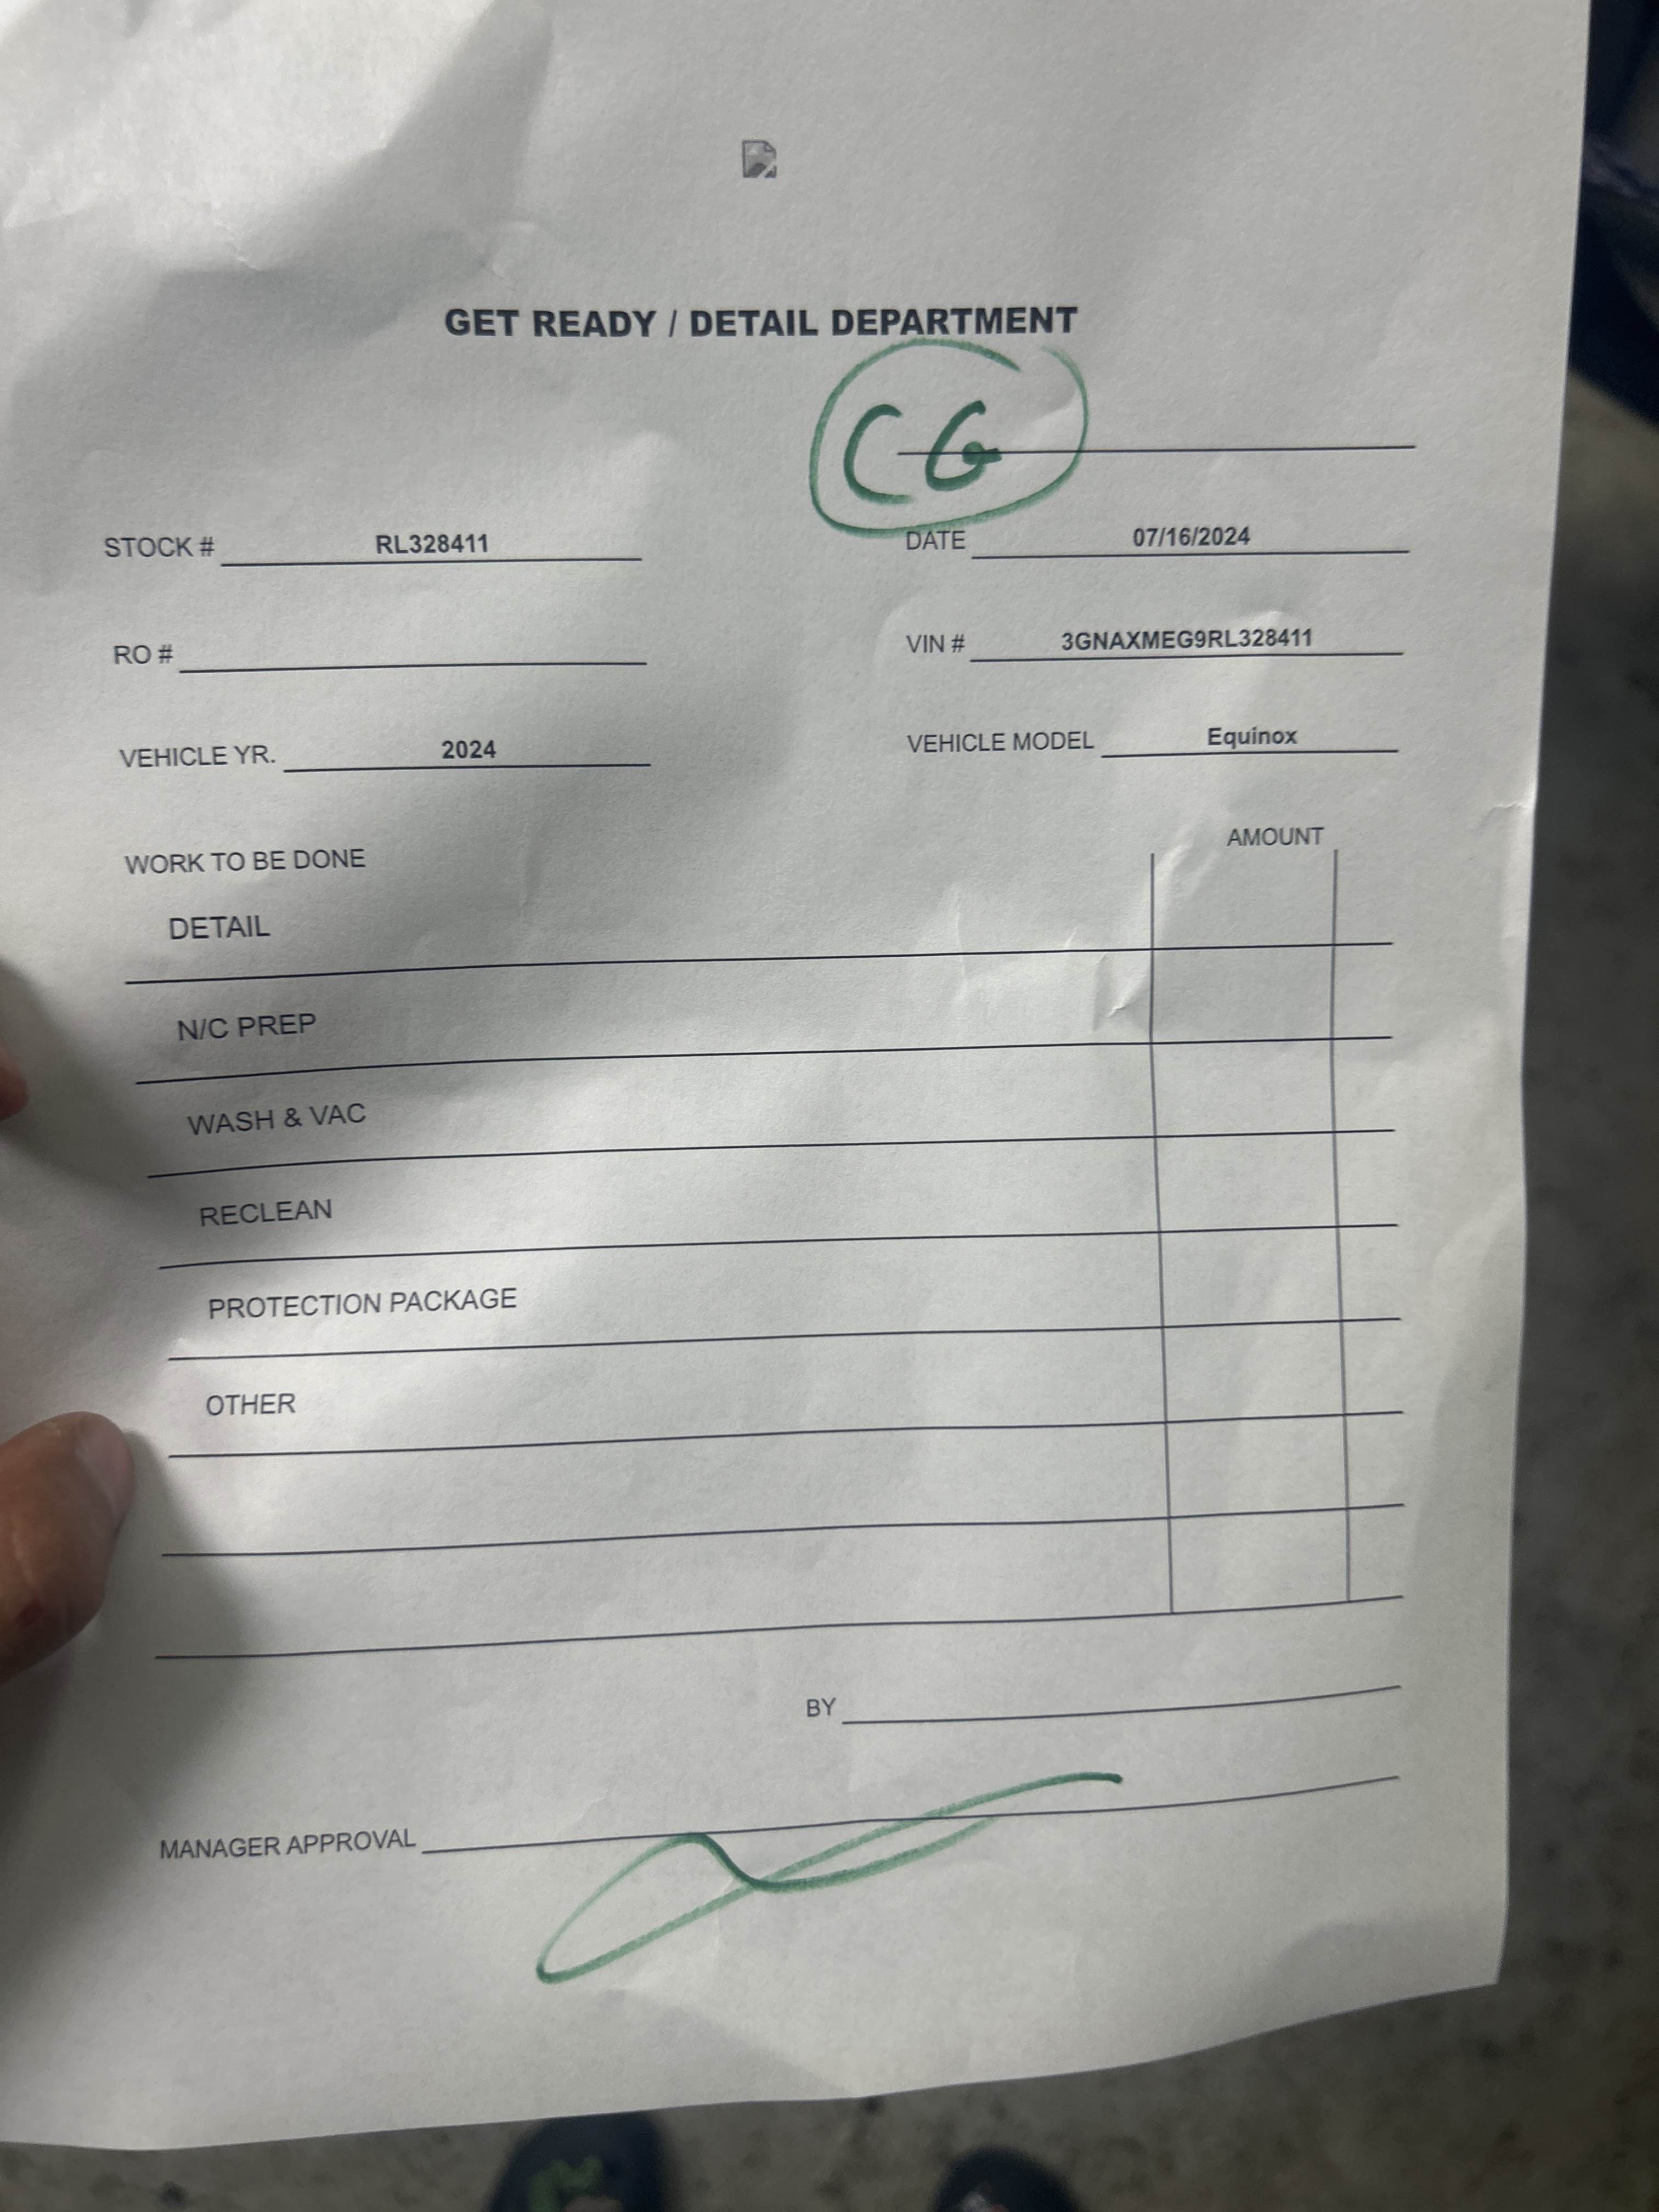 GET READY / DETAIL DEPARTMENT
CG
STOCK # RL328411 DATE 07/16/2024
RO # VIN # 3GNAXMEG9RL328411
VEHICLE YR. 2024 VEHICLE MODEL Equinox
WORK TO BE DONE AMOUNT
DETAIL
N/C PREP
WASH & VAC
RECLEAN
PROTECTION PACKAGE
OTHER
BY
MANAGER APPROVAL